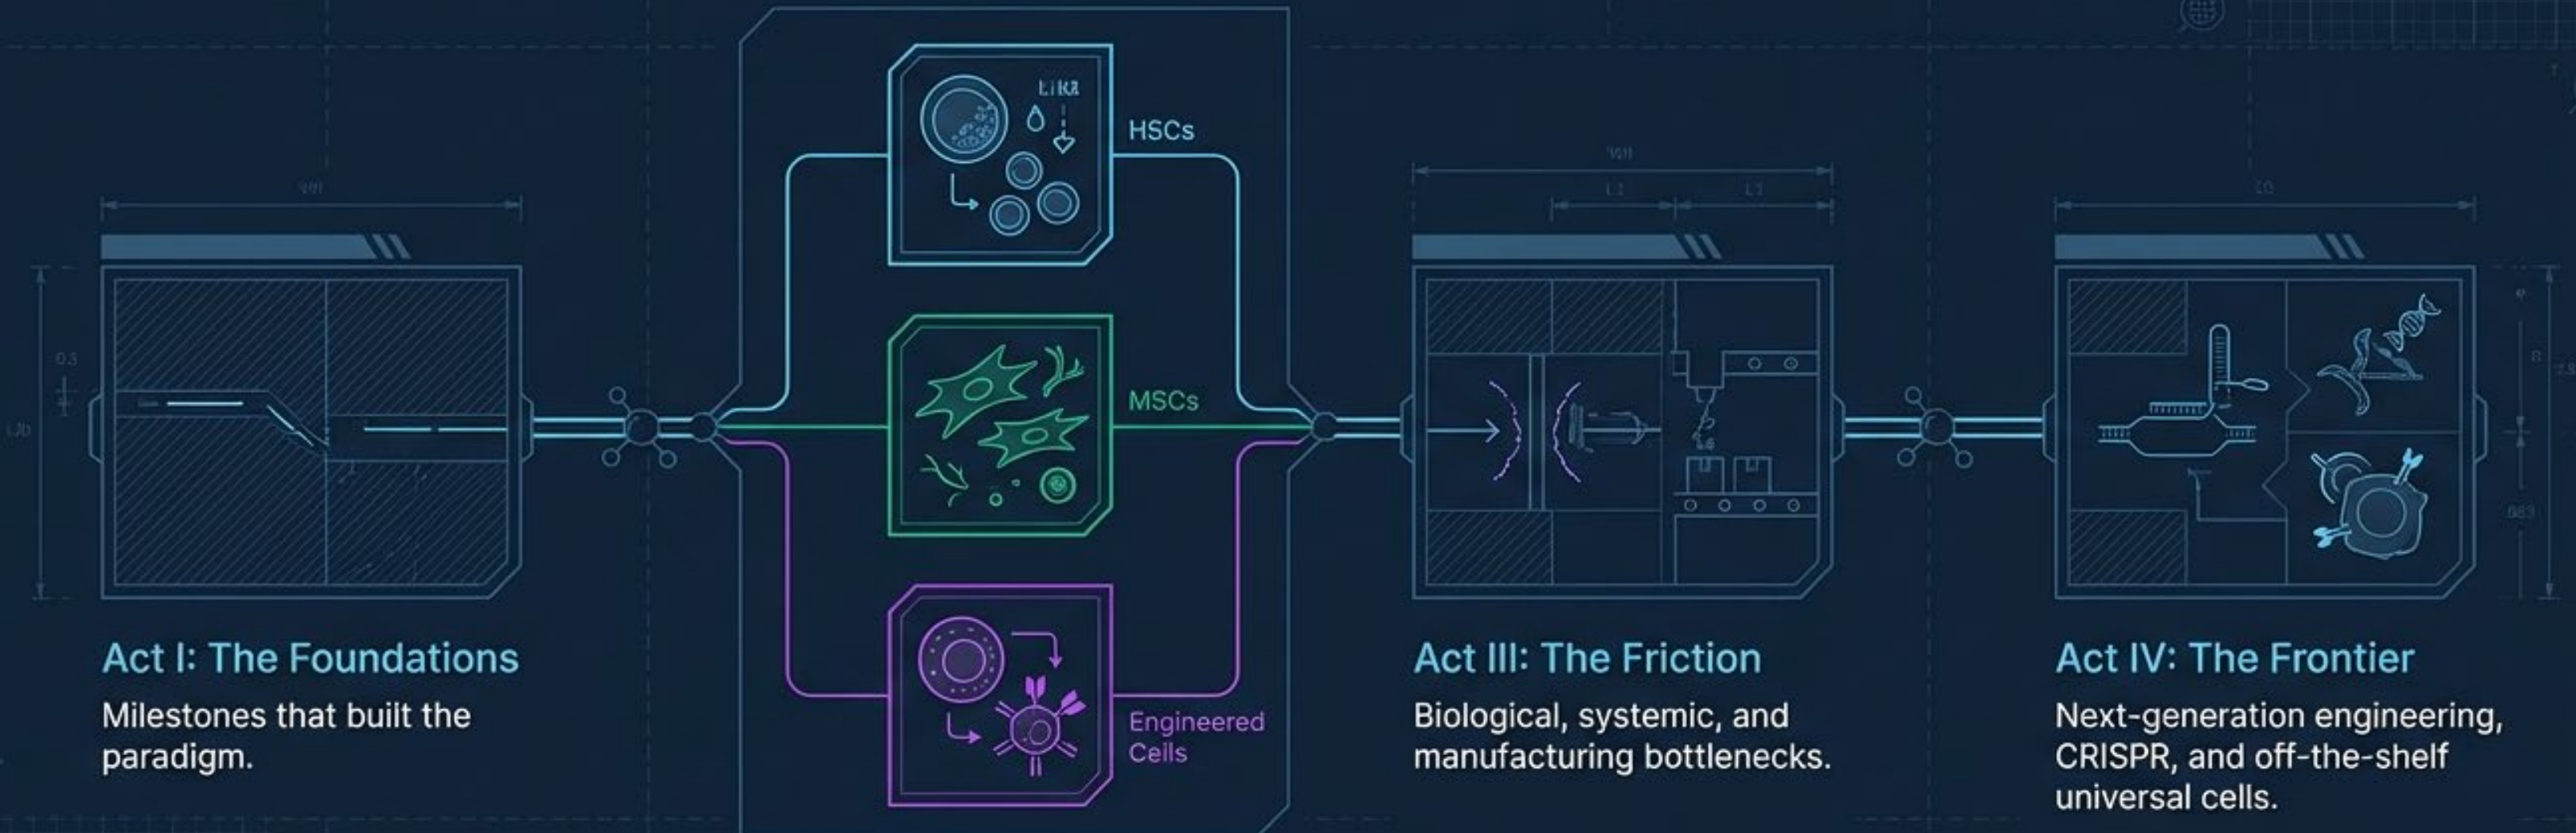 HSCs
MSCs
Engineered
Cells
Act I: The Foundations
Milestones that built the
paradigm.
Act III: The Friction
Biological, systemic, and
manufacturing bottlenecks.
Act IV: The Frontier
Next-generation engineering,
CRISPR, and off-the-shelf
universal cells.